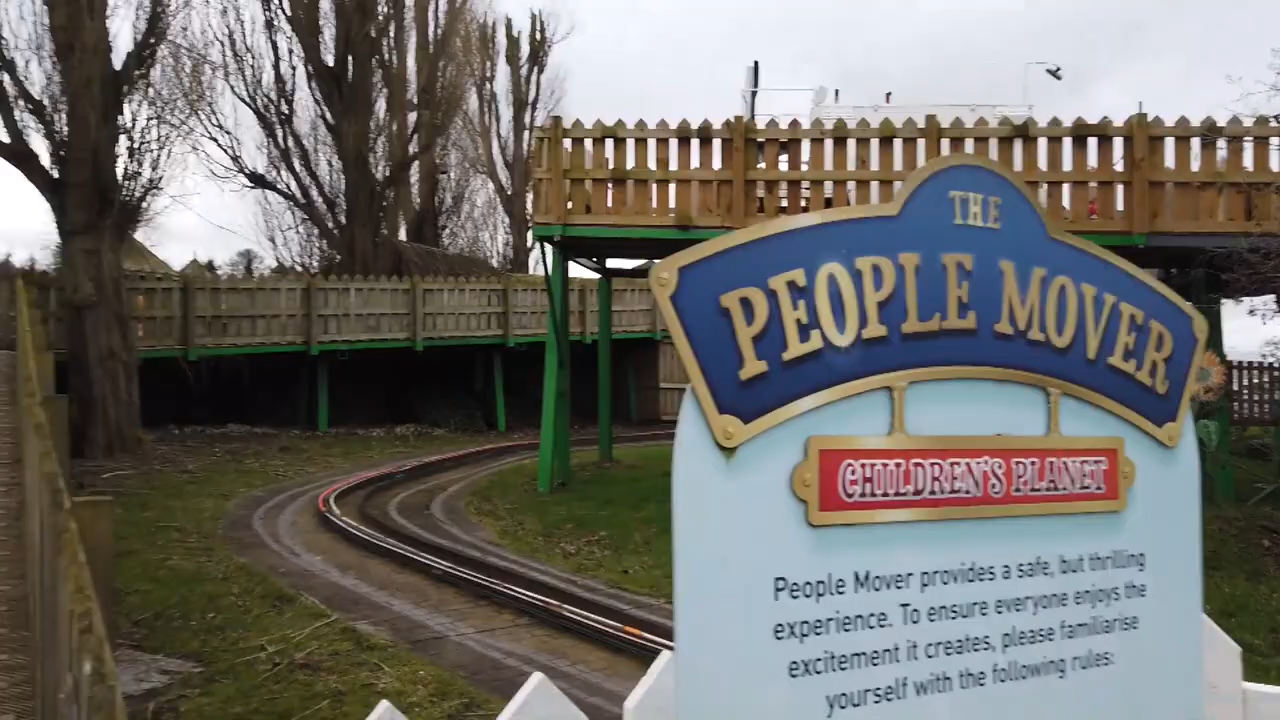 THE
PEOPLE MOVER
CHILDREN'S PLANET
People Mover provides a safe, but thrilling
experience. To ensure everyone enjoys the
excitement it creates, please familiarise
yourself with the following rules: